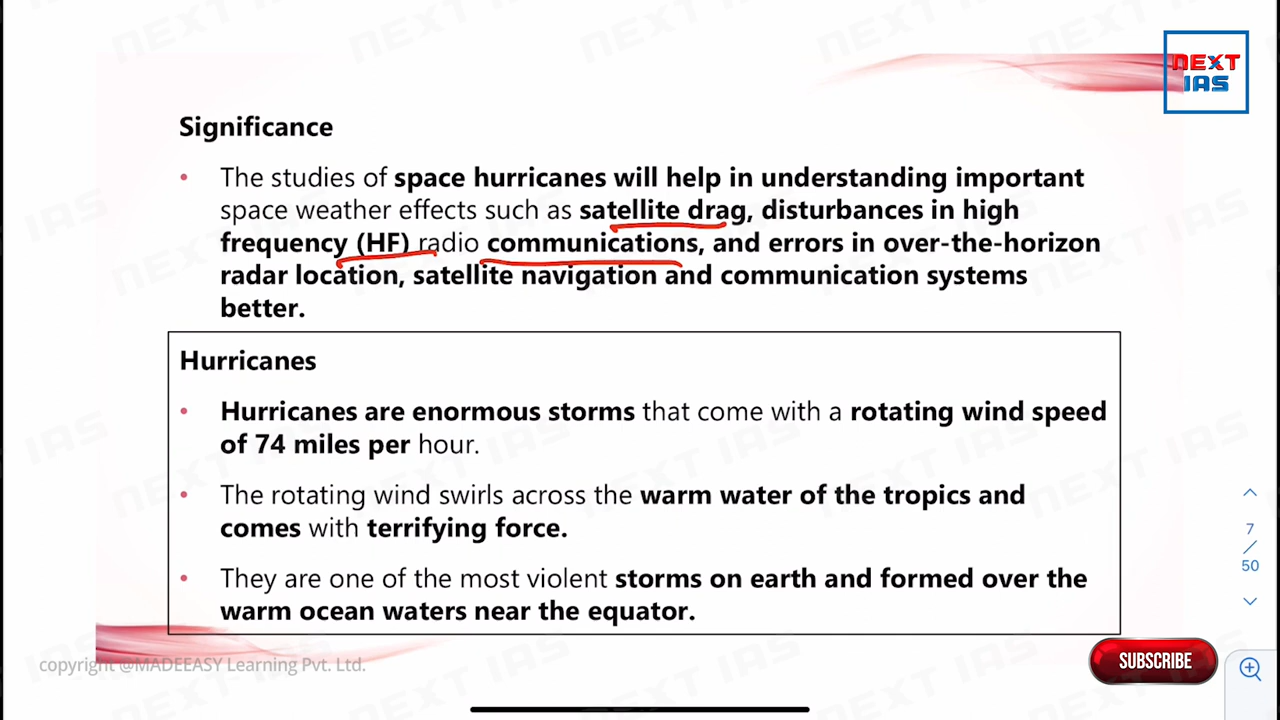 NEXT
IAS
Significance
• The studies of space hurricanes will help in understanding important
space weather effects such as satellite drag, disturbances in high
frequency (HF) radio communications, and errors in over-the-horizon
radar location, satellite navigation and communication systems
better.
Hurricanes
• Hurricanes are enormous storms that come with a rotating wind speed
of 74 miles per hour.
• The rotating wind swirls across the warm water of the tropics and
comes with terrifying force.
• They are one of the most violent storms on earth and formed over the
warm ocean waters near the equator.
7
/
50
copyright @MADEEASY Learning Pvt. Ltd.
SUBSCRIBE